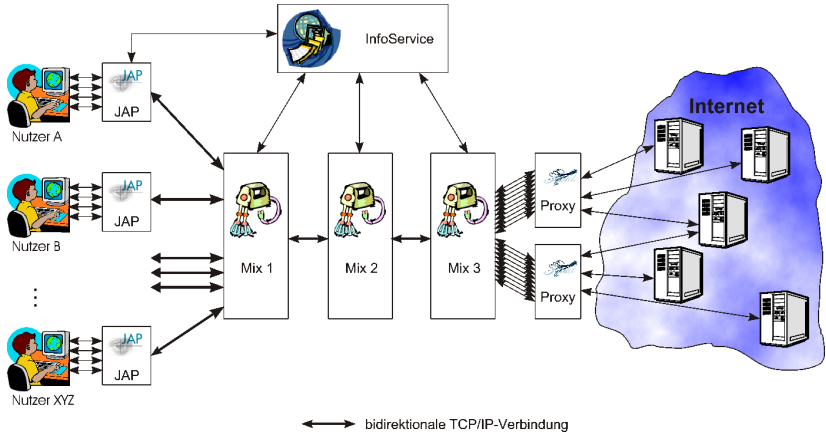 InfoService
JAP
JAP
Nutzer A
Internet
JAP
JAP
Nutzer B
Mix 1
Mix 2
Mix 3
Proxy
Proxy
JAP
JAP
Nutzer XYZ
bidirektionale TCP/IP-Verbindung